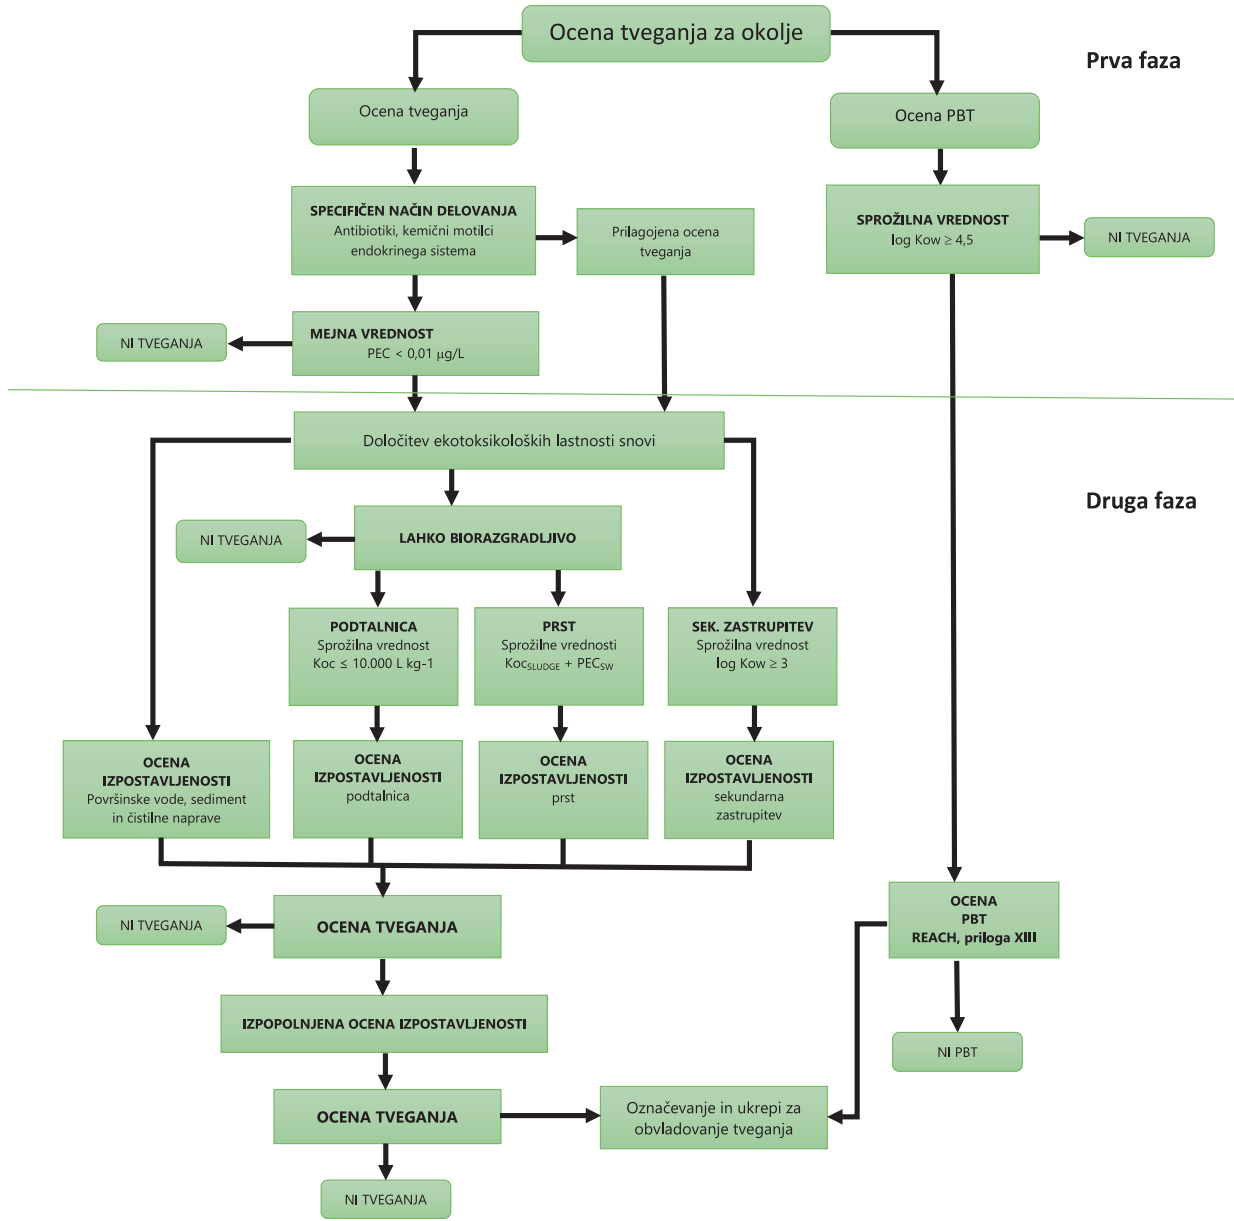 Ocena tveganja za okolje
Prva faza
Ocena tveganja
Ocena PBT
SPECIFIČEN NAČIN DELOVANJA
Antibiotiki, kemični motilci
endokrinega sistema
Prilagojena ocena
tveganja
SPROŽILNA VREDNOST
log Kow ≥ 4,5
NI TVEGANJA
MEJNA VREDNOST
PEC < 0,01 µg/L
NI TVEGANJA
Določitev ekotoksikoloških lastnosti snovi
Druga faza
LAHKO BIORAZGRADLJIVO
NI TVEGANJA
PODTALNICA
Sprožilna vrednost
Koc ≤ 10.000 L kg-1
PRST
Sprožilne vrednosti
Koc_SLUDGE + PEC_SW
SEK. ZASTRUPITEV
Sprožilna vrednost
log Kow ≥ 3
OCENA
IZPOSTAVLJENOSTI
Površinske vode, sediment
in čistilne naprave
OCENA
IZPOSTAVLJENOSTI
podtalnica
OCENA
IZPOSTAVLJENOSTI
prst
OCENA
IZPOSTAVLJENOSTI
sekundarna
zastrupitev
OCENA TVEGANJA
NI TVEGANJA
OCENA
PBT
REACH, priloga XIII
IZPOPOLNJENA OCENA IZPOSTAVLJENOSTI
NI PBT
OCENA TVEGANJA
Označevanje in ukrepi za
obvladovanje tveganja
NI TVEGANJA